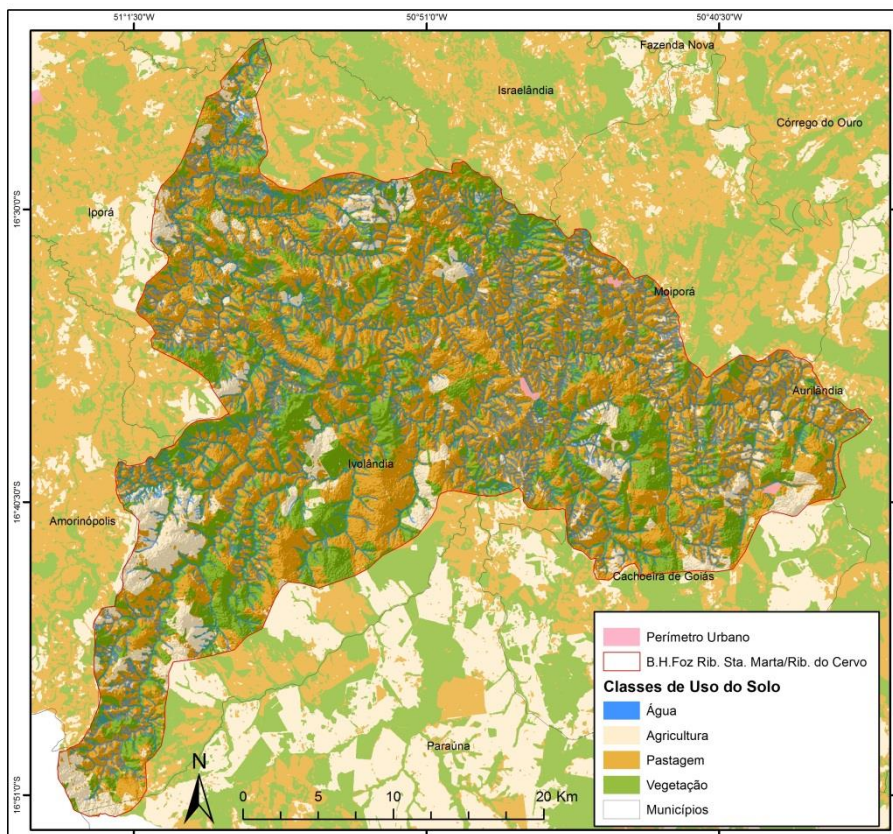 51°1'30"W
50°51'0"W
50°40'30"W
Fazenda Nova
Israelândia
Córrego do Ouro
16°30'0"S
Iporá
Moiporá
Aurilândia
Ivolândia
16°40'30"S
Amorinópolis
Cachoeira de Goiás
Perímetro Urbano
B.H.Foz Rib. Sta. Marta/Rib. do Cervo
Classes de Uso do Solo
Água
Agricultura
Pastagem
Vegetação
Municípios
Paraúna
N
0 5 10 20 Km
16°51'0"S